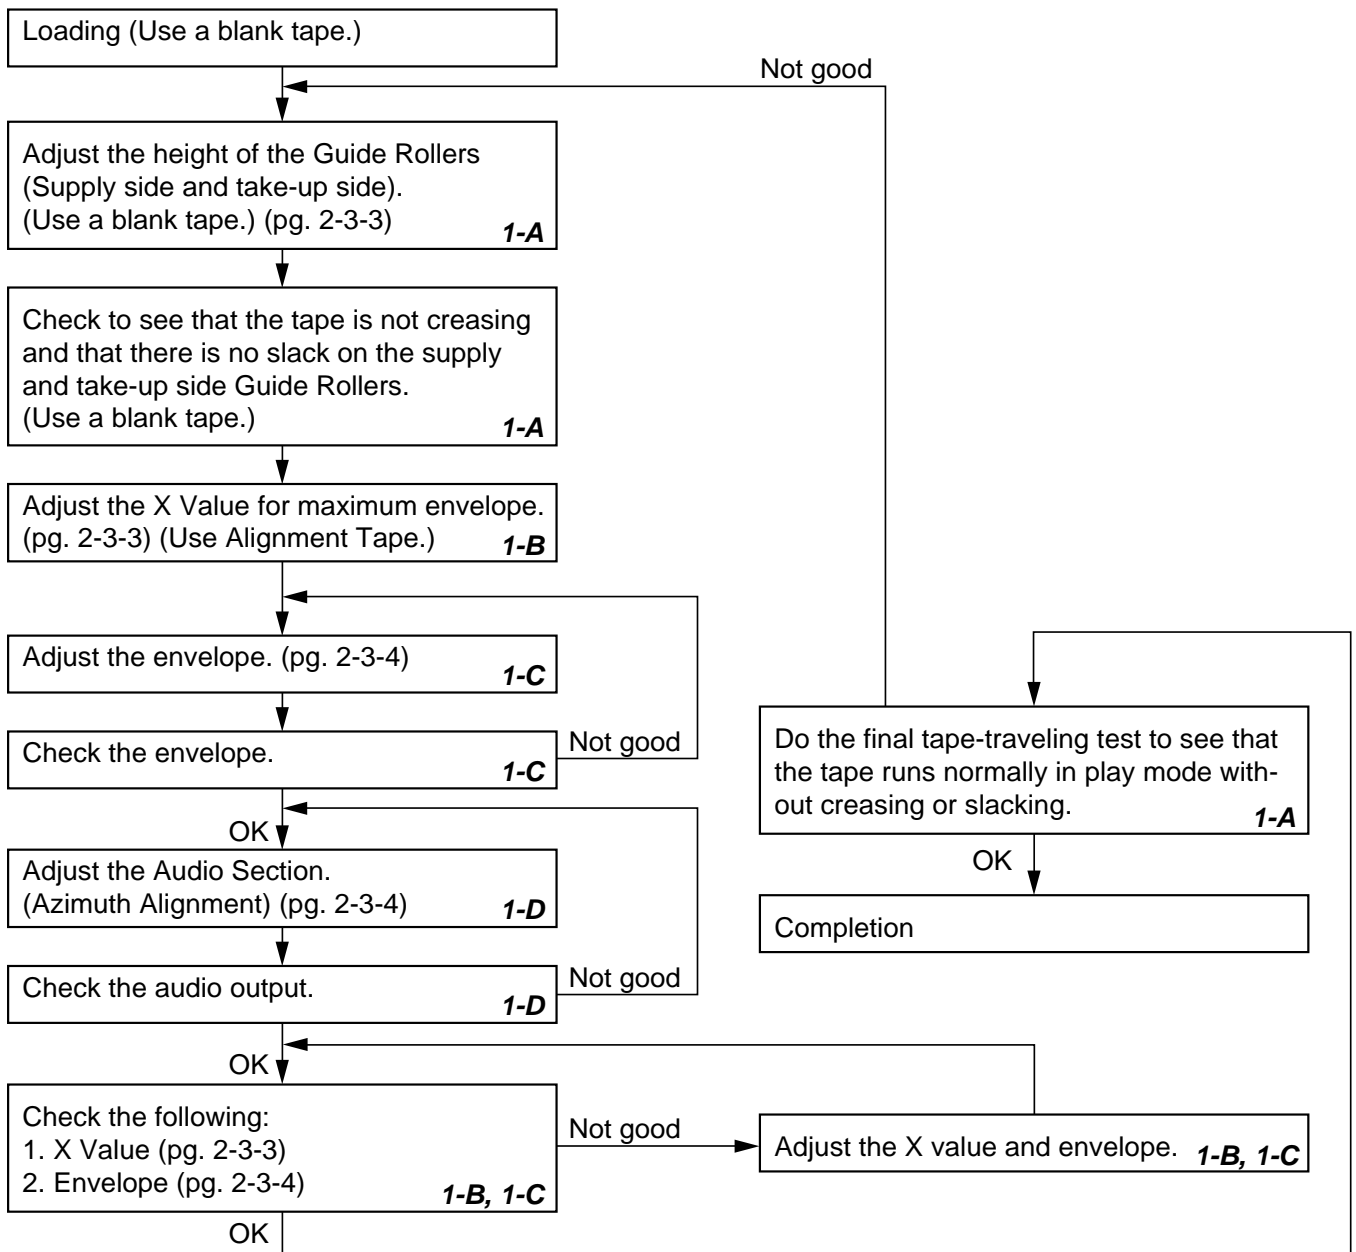 Loading (Use a blank tape.)
Not good
Adjust the height of the Guide Rollers
(Supply side and take-up side).
(Use a blank tape.) (pg. 2-3-3)
1-A
Check to see that the tape is not creasing
and that there is no slack on the supply
and take-up side Guide Rollers.
(Use a blank tape.)
1-A
Adjust the X Value for maximum envelope.
(pg. 2-3-3) (Use Alignment Tape.)
1-B
Adjust the envelope. (pg. 2-3-4)
1-C
Check the envelope.
1-C
Not good
OK
Adjust the Audio Section.
(Azimuth Alignment) (pg. 2-3-4)
1-D
Check the audio output.
1-D
Not good
OK
Check the following:
1. X Value (pg. 2-3-3)
2. Envelope (pg. 2-3-4)
1-B, 1-C
Not good
Adjust the X value and envelope.
1-B, 1-C
OK
Do the final tape-traveling test to see that
the tape runs normally in play mode with-
out creasing or slacking.
1-A
OK
Completion